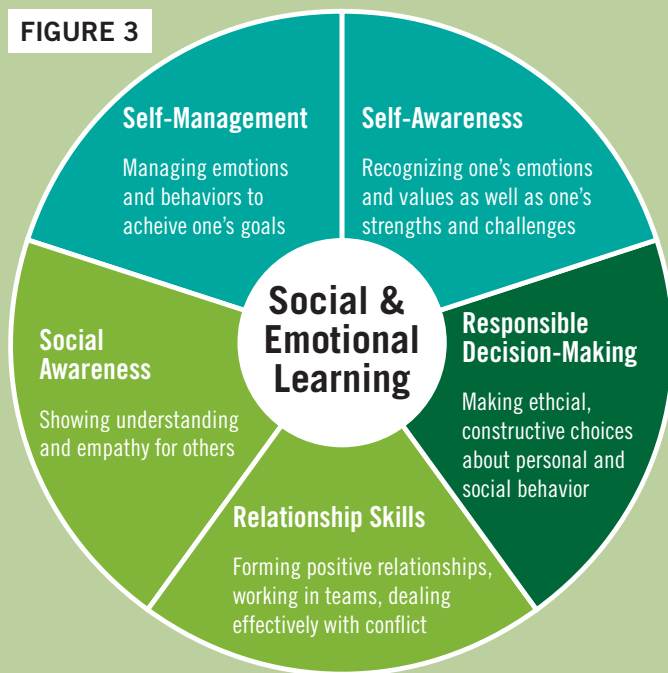 FIGURE 3
Self-Management
Managing emotions
and behaviors to
acheive one's goals
Self-Awareness
Recognizing one's emotions
and values as well as one's
strengths and challenges
Social &
Emotional
Learning
Social
Awareness
Showing understanding
and empathy for others
Responsible
Decision-Making
Making ethcial,
constructive choices
about personal and
social behavior
Relationship Skills
Forming positive relationships,
working in teams, dealing
effectively with conflict